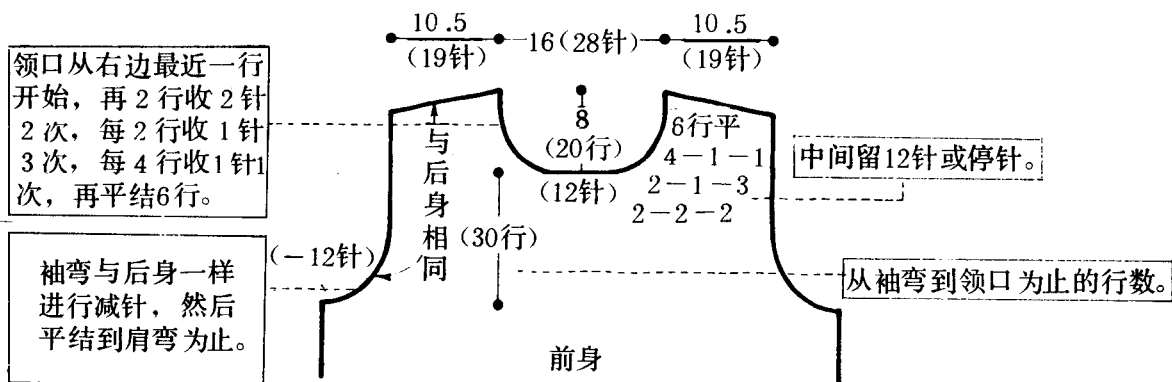 10.5
(19针)
16(28针)
10.5
(19针)
领口从右边最近一行
开始，再2行收2针
2次，每2行收1针
3次，每4行收1针1
次，再平结6行。
与后身相同
8
(20行)
(12针)
6行平
4－1－1
2－1－3
2－2－2
中间留12针或停针。
(30行)
(－12针)
袖弯与后身一样
进行减针，然后
平结到肩弯为止。
从袖弯到领口为止的行数。
前身